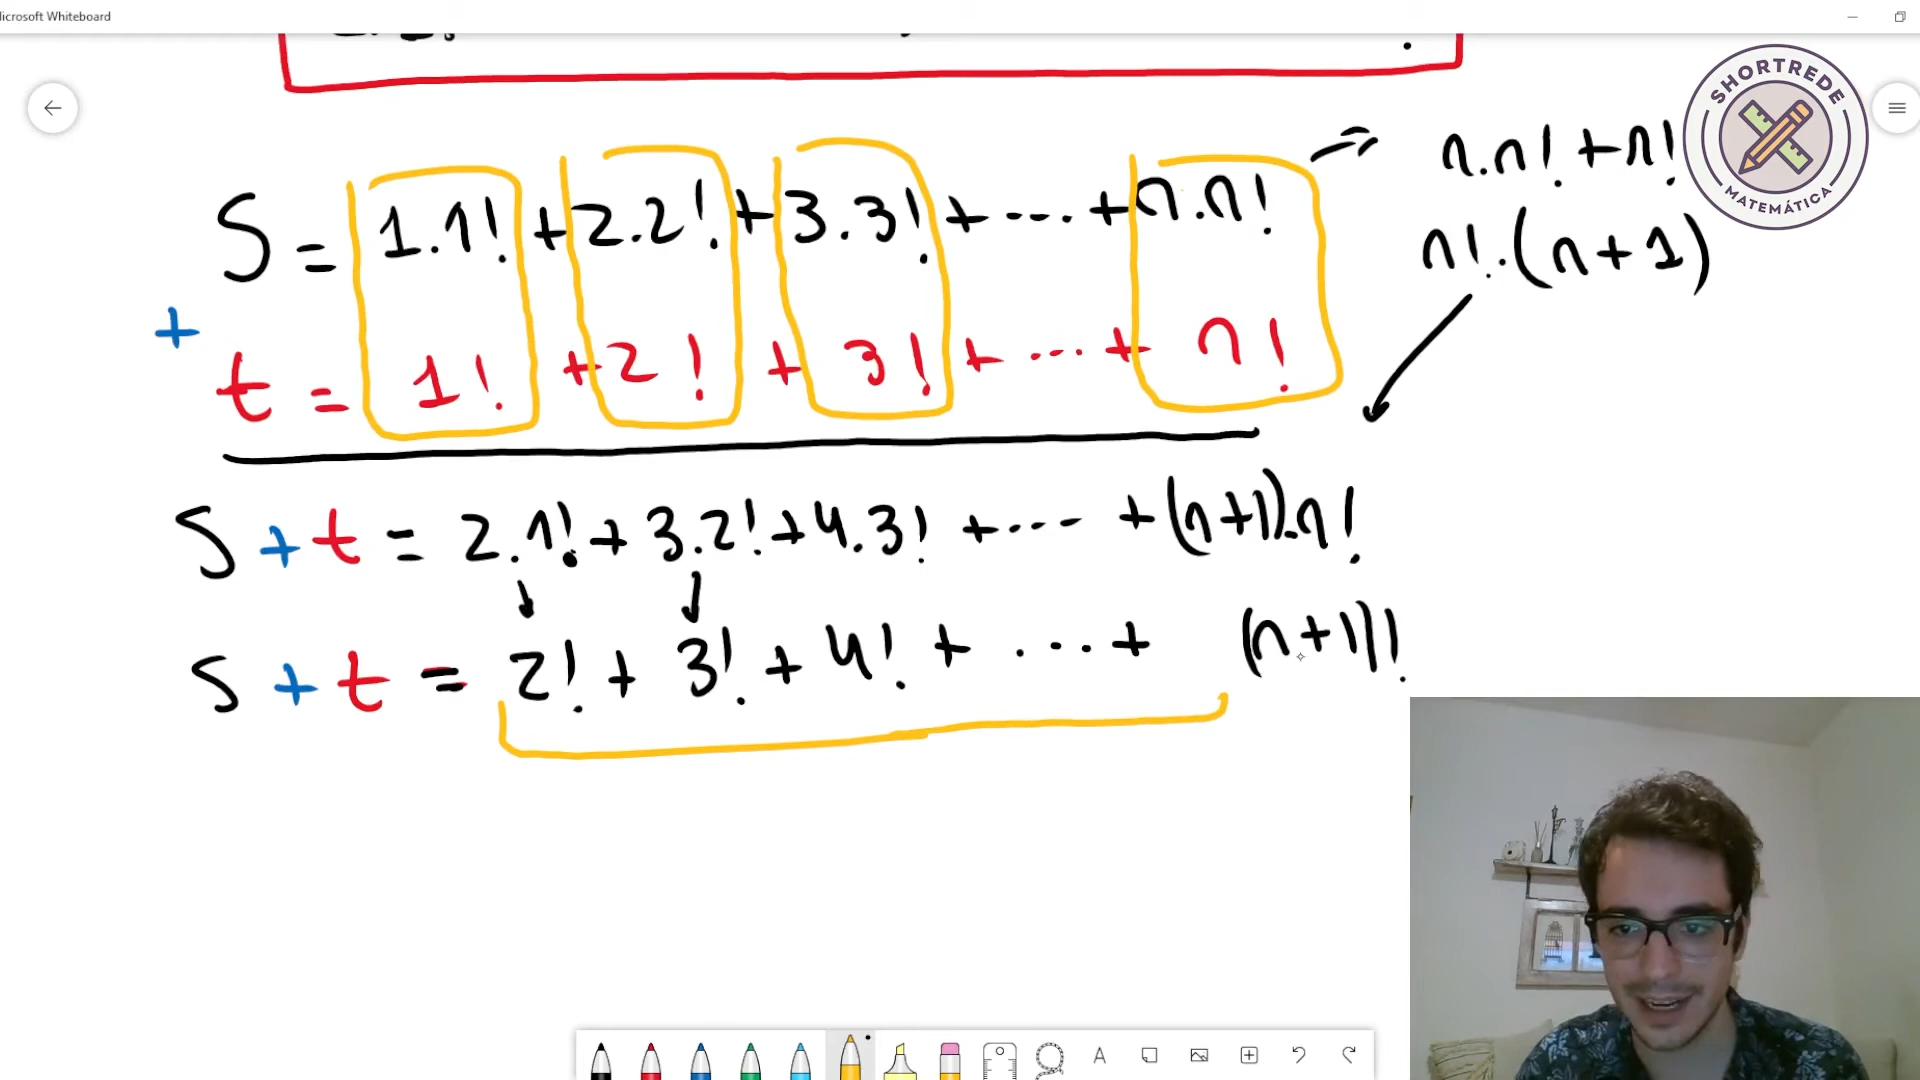 icrosoft Whiteboard
SHORTREDE
MATEMÁTICA
S = 1.1! + 2.2! + 3.3! + ... + n.n!
n.n! + n!
n!.(n+1)
+
t = 1! + 2! + 3! + ... + n!
S + t = 2.1! + 3.2! + 4.3! + ... + (n+1).n!
S + t = 2! + 3! + 4! + ... + (n+1)!
A